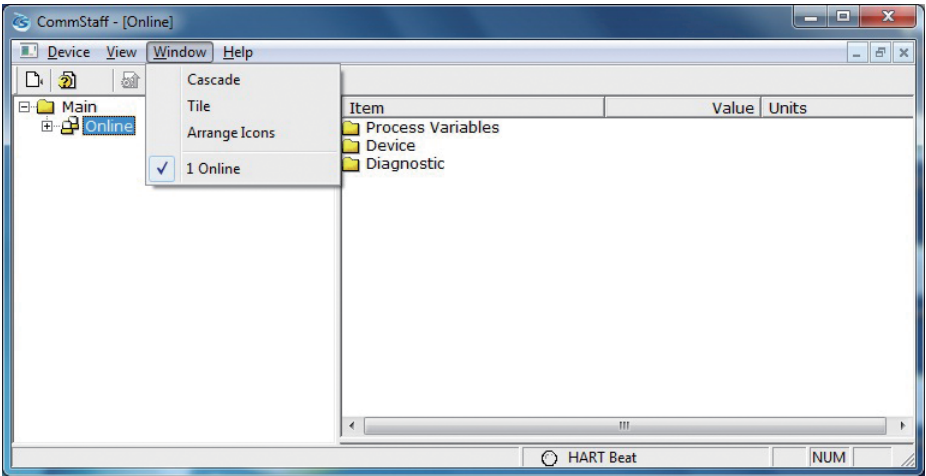 CommStaff - [Online]
Device View Window Help
Cascade
Tile
Arrange Icons
1 Online
Main
Online
Item Value Units
Process Variables
Device
Diagnostic
HART Beat NUM